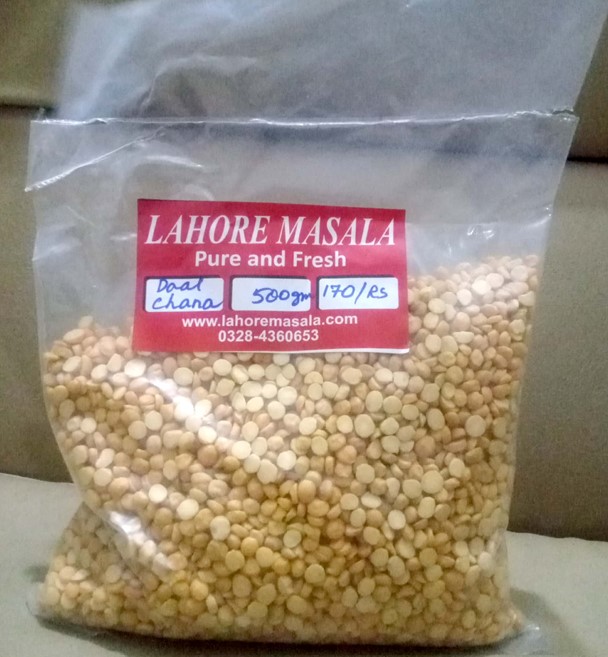 LAHORE MASALA
Pure and Fresh
Daal chana 500gm 170/Rs
www.lahoremasala.com
0328-4360653